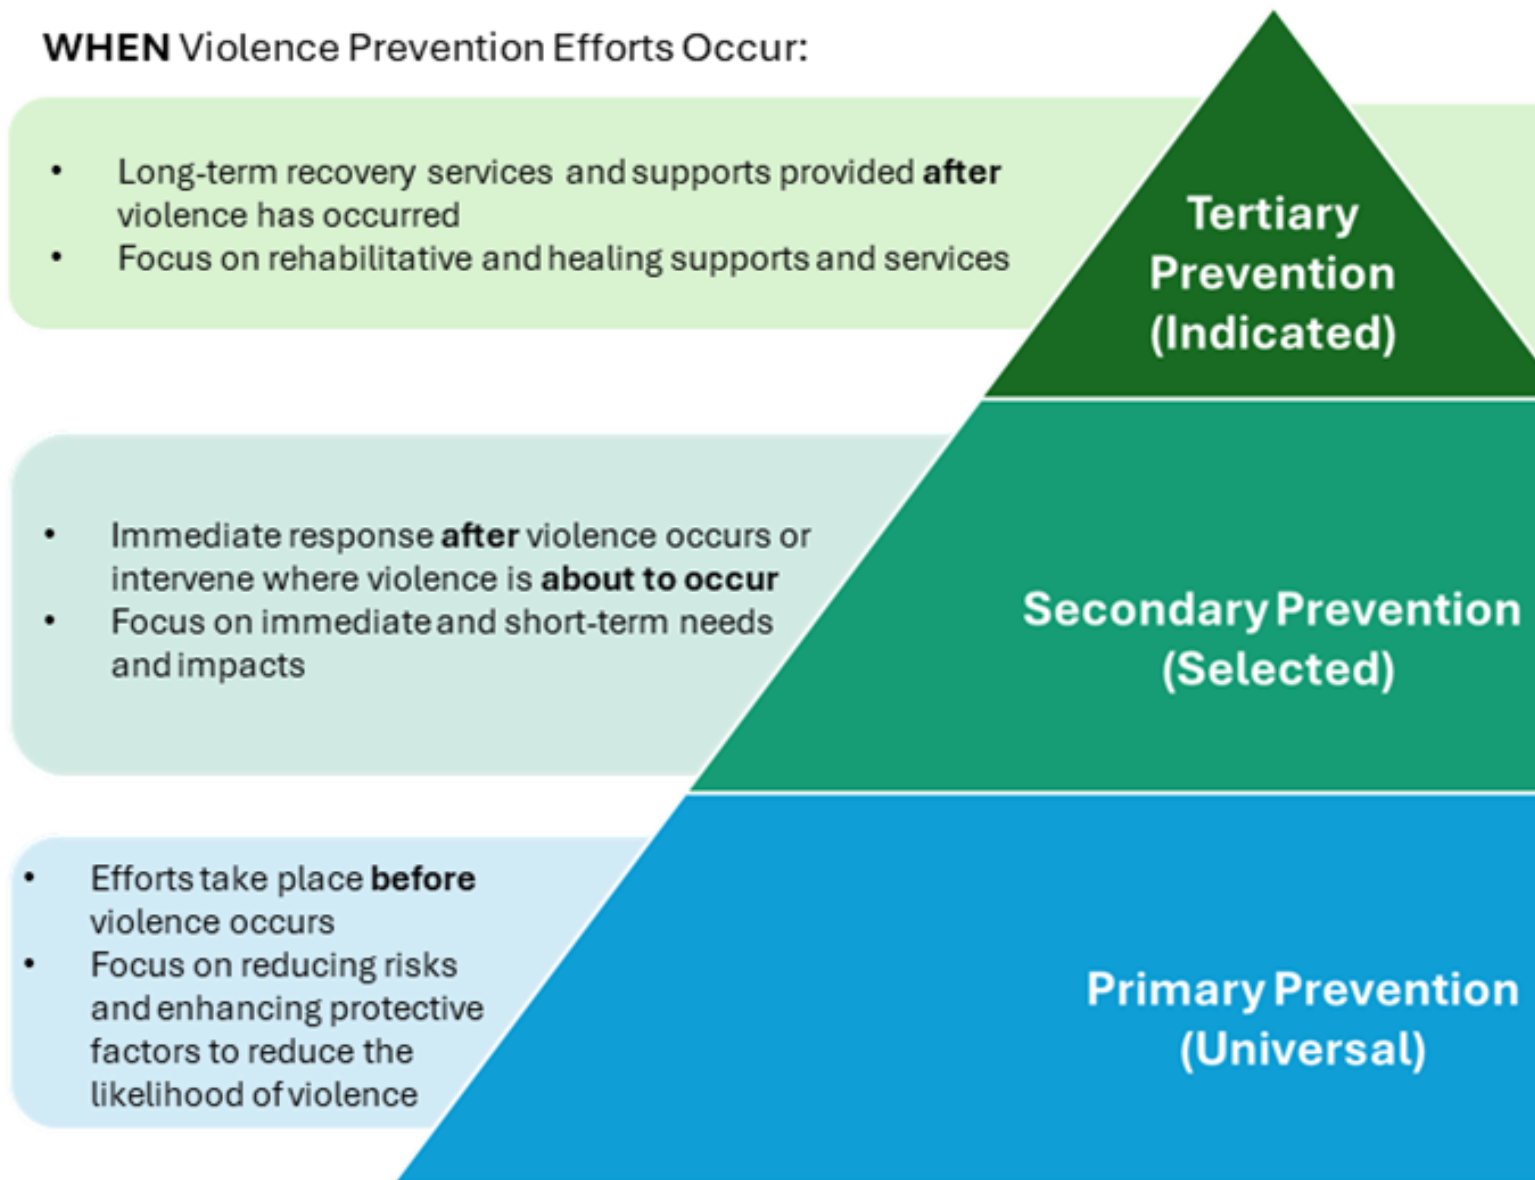 WHEN Violence Prevention Efforts Occur:
• Long-term recovery services and supports provided after
violence has occurred
• Focus on rehabilitative and healing supports and services
Tertiary
Prevention
(Indicated)
• Immediate response after violence occurs or
intervene where violence is about to occur
• Focus on immediate and short-term needs
and impacts
Secondary Prevention
(Selected)
• Efforts take place before
violence occurs
• Focus on reducing risks
and enhancing protective
factors to reduce the
likelihood of violence
Primary Prevention
(Universal)